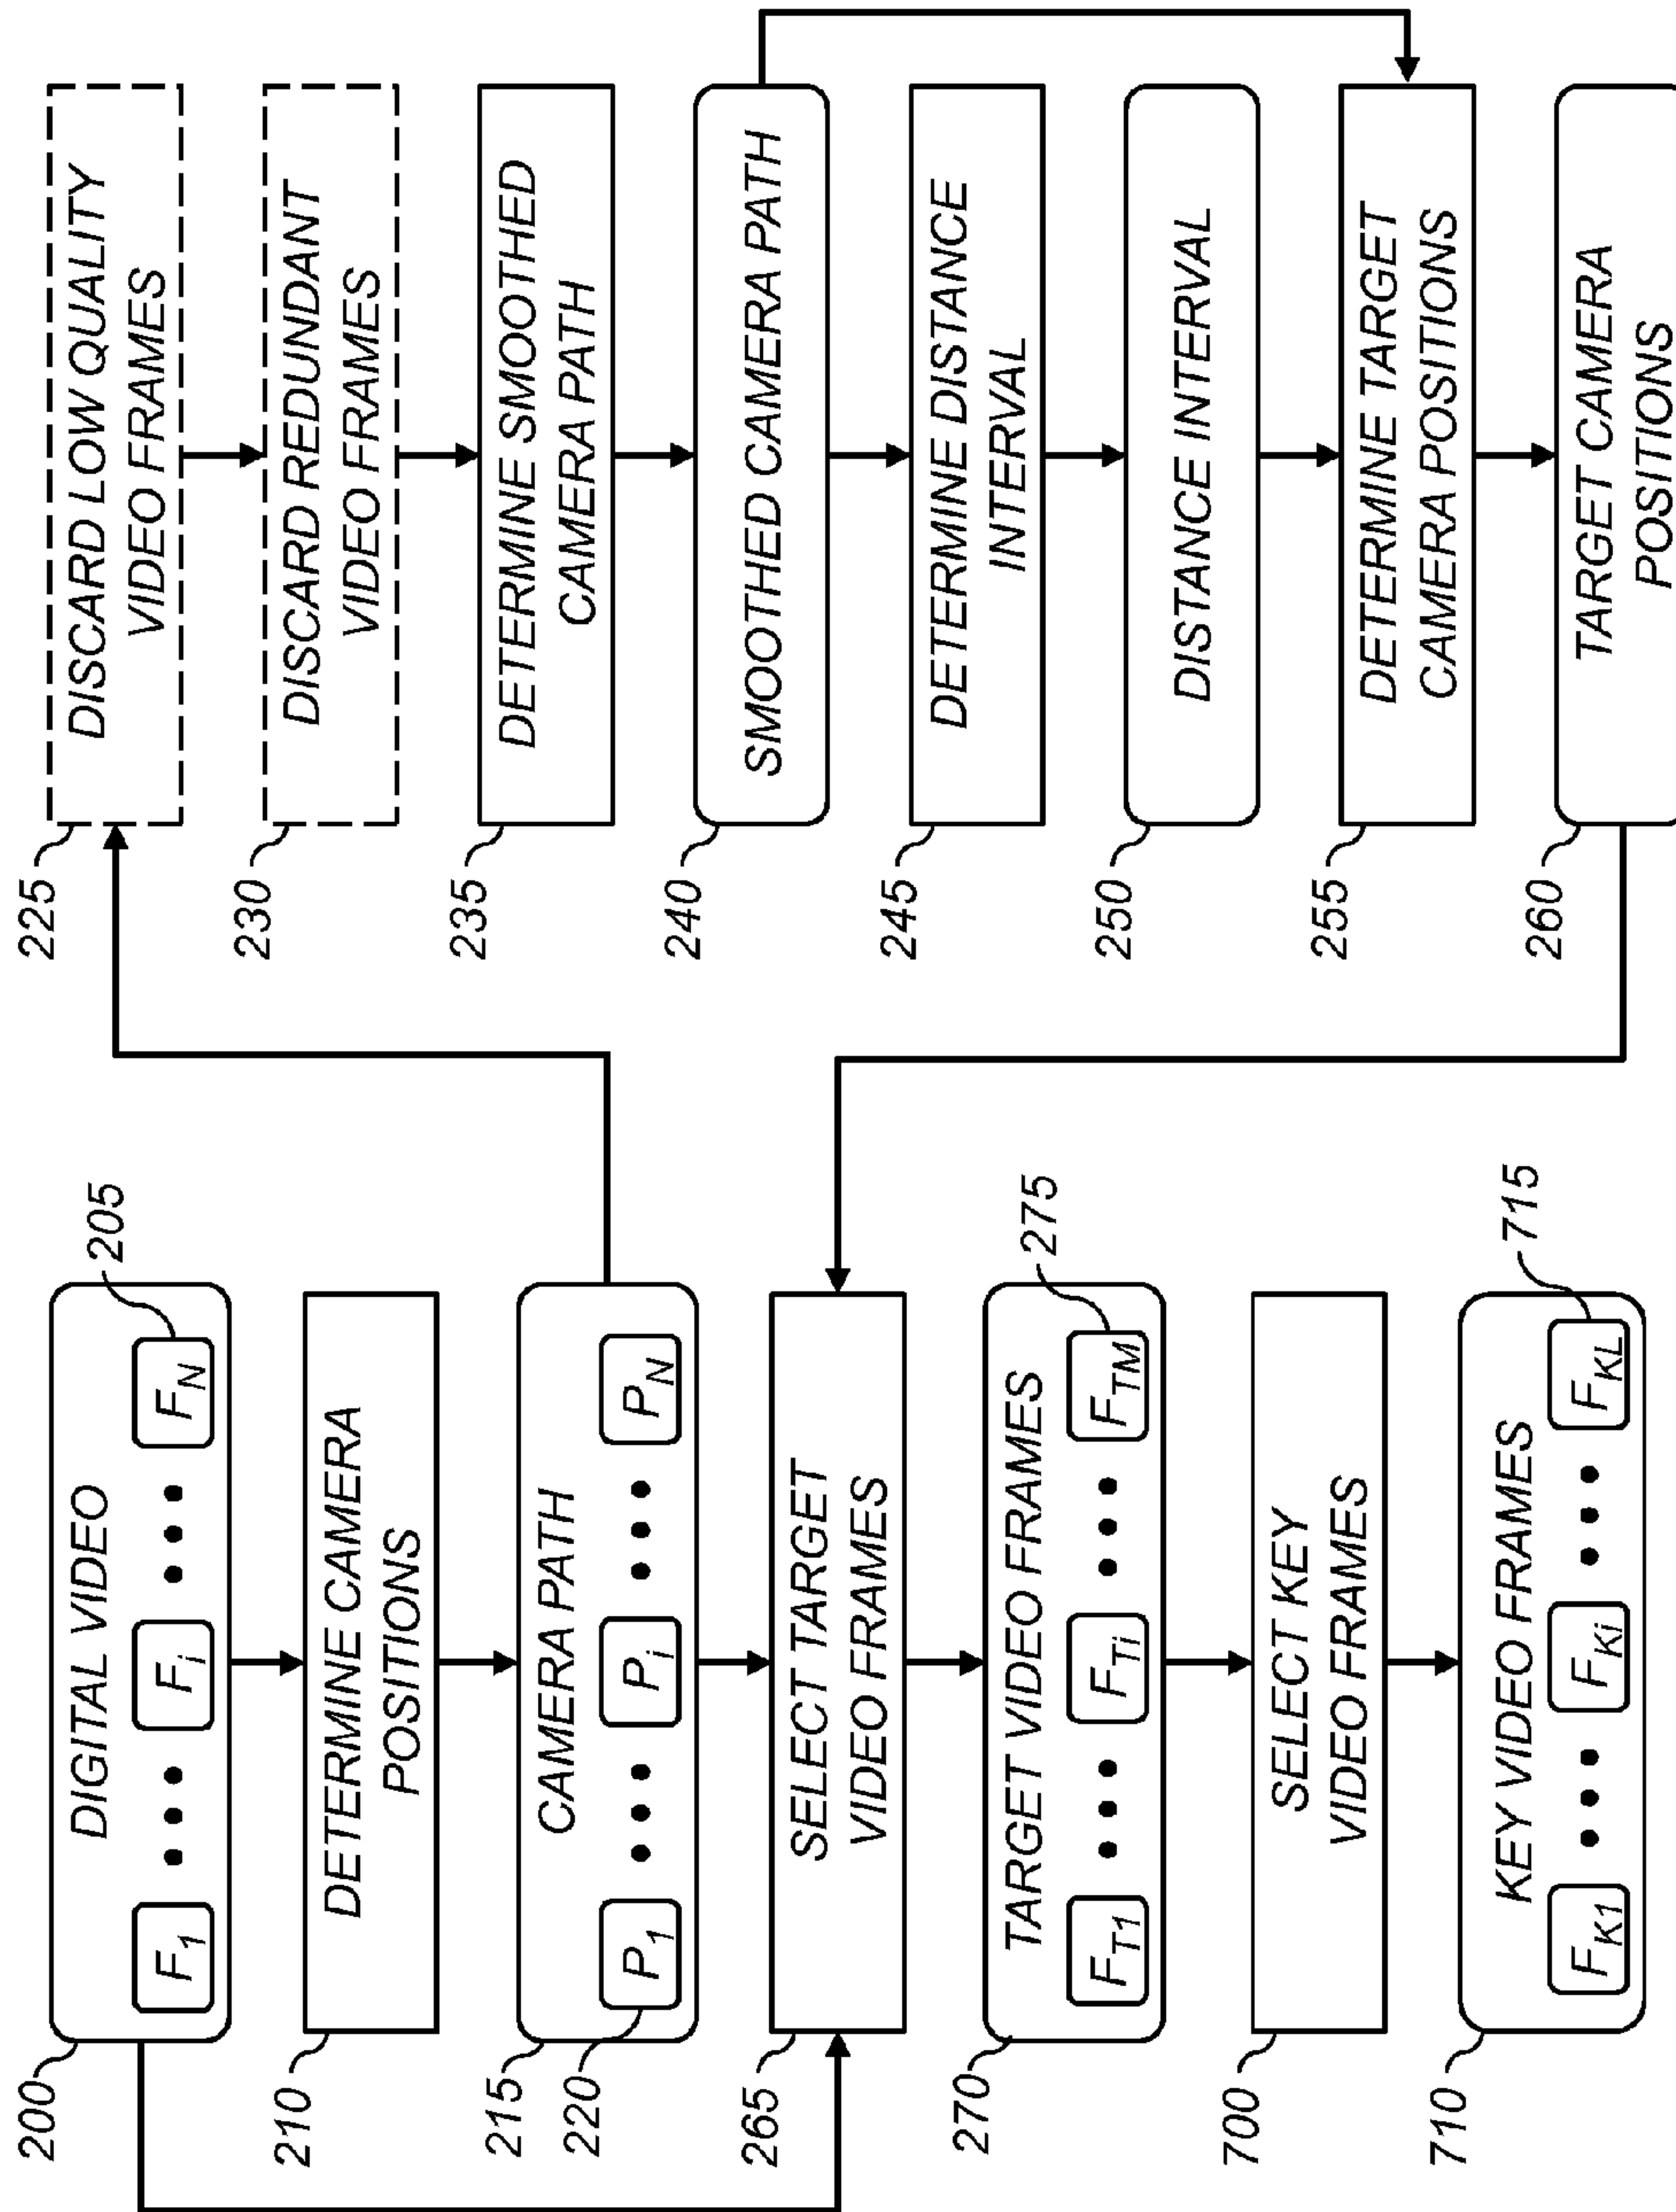 200
DIGITAL VIDEO
F1 • • • Fi • • • FN
205
210
DETERMINE CAMERA
POSITIONS
215
CAMERA PATH
220
P1 • • • Pi • • • PN
265
SELECT TARGET
VIDEO FRAMES
270
TARGET VIDEO FRAMES
FT1 • • • FTi • • • FTM
275
700
SELECT KEY
VIDEO FRAMES
710
KEY VIDEO FRAMES
FK1 • • • FKi • • • FKL
715
225
DISCARD LOW QUALITY
VIDEO FRAMES
230
DISCARD REDUNDANT
VIDEO FRAMES
235
DETERMINE SMOOTHED
CAMERA PATH
240
SMOOTHED CAMERA PATH
245
DETERMINE DISTANCE
INTERVAL
250
DISTANCE INTERVAL
255
DETERMINE TARGET
CAMERA POSITIONS
260
TARGET CAMERA
POSITIONS